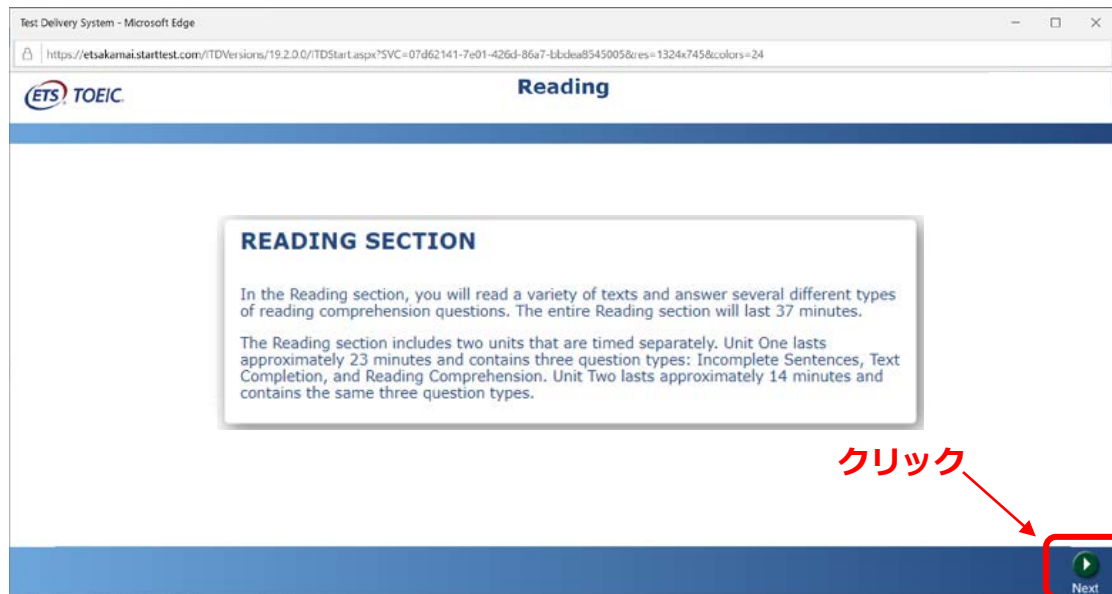 Test Delivery System - Microsoft Edge
https://etsakamai.starttest.com/ITDVersions/19.2.0.0/ITDStart.aspx?SVC=07d62141-7e01-426d-86a7-bbdea8545005&res=1324x745&colors=24
ETS TOEIC.
Reading
READING SECTION
In the Reading section, you will read a variety of texts and answer several different types
of reading comprehension questions. The entire Reading section will last 37 minutes.
The Reading section includes two units that are timed separately. Unit One lasts
approximately 23 minutes and contains three question types: Incomplete Sentences, Text
Completion, and Reading Comprehension. Unit Two lasts approximately 14 minutes and
contains the same three question types.
クリック
Next